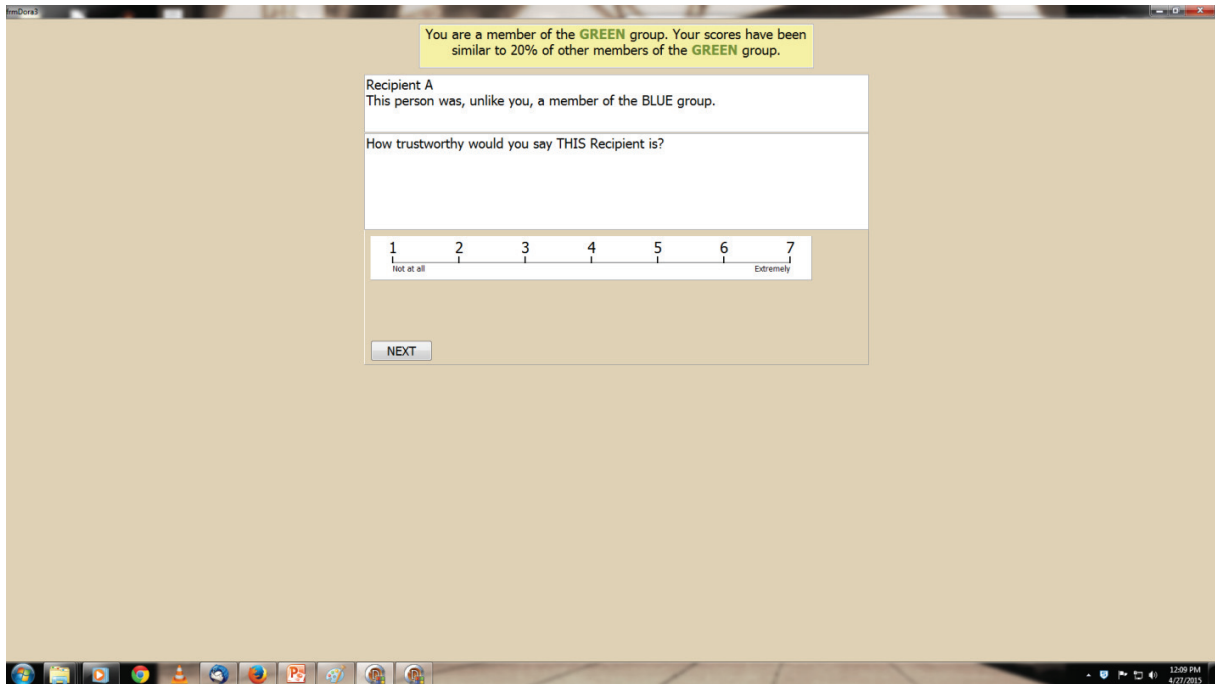 frmDora3
You are a member of the GREEN group. Your scores have been
similar to 20% of other members of the GREEN group.
Recipient A
This person was, unlike you, a member of the BLUE group.
How trustworthy would you say THIS Recipient is?
1 2 3 4 5 6 7
Not at all Extremely
NEXT
12:09 PM
4/27/2015